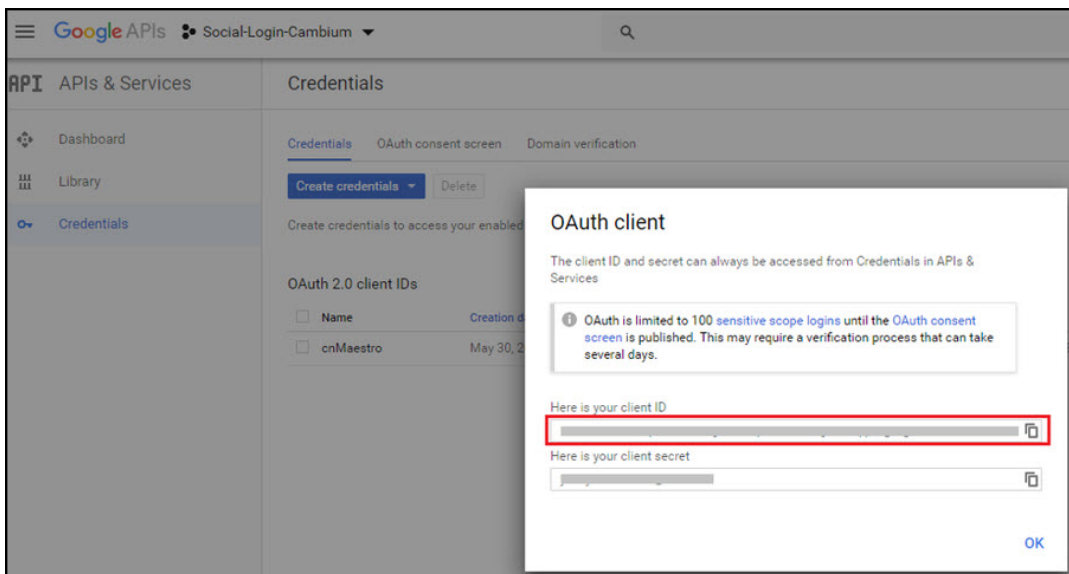 Google APIs Social-Login-Cambium
API APIs & Services
Credentials
Dashboard
Library
Credentials
Credentials OAuth consent screen Domain verification
Create credentials Delete
Create credentials to access your enabled
OAuth 2.0 client IDs
Name Creation d
cnMaestro May 30, 2
OAuth client
The client ID and secret can always be accessed from Credentials in APIs &
Services
OAuth is limited to 100 sensitive scope logins until the OAuth consent
screen is published. This may require a verification process that can take
several days.
Here is your client ID
Here is your client secret
OK